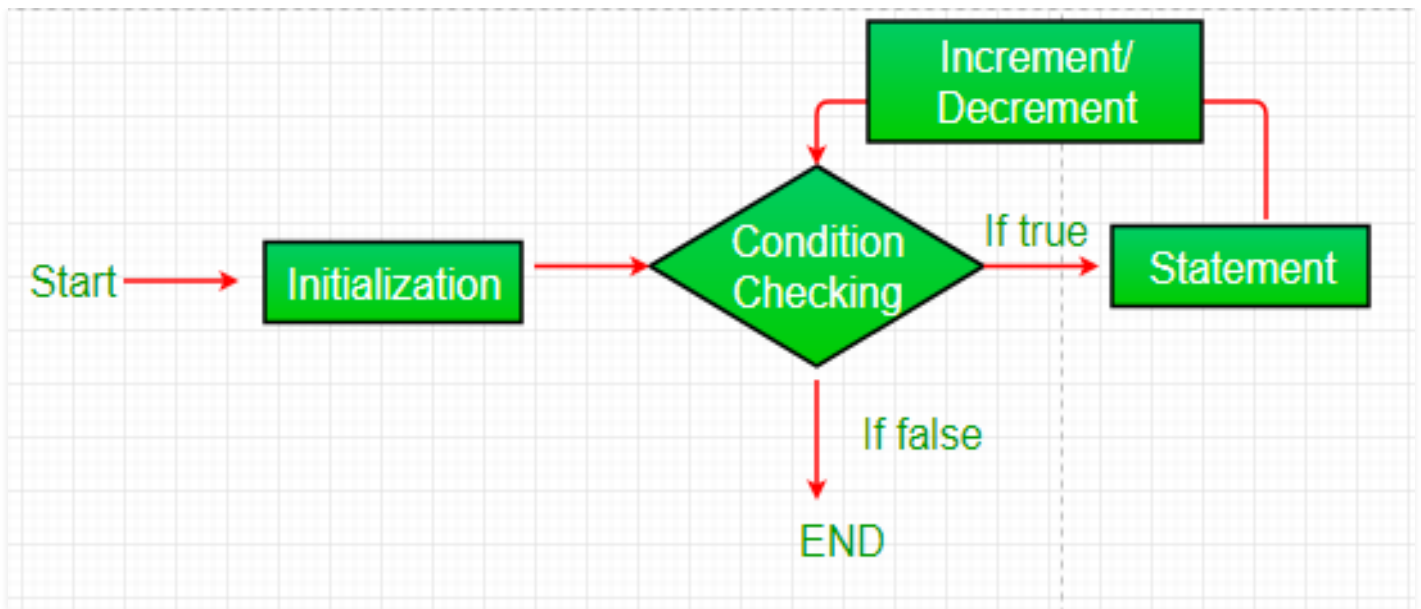 Increment/
Decrement
Start
Initialization
Condition
Checking
If true
Statement
If false
END